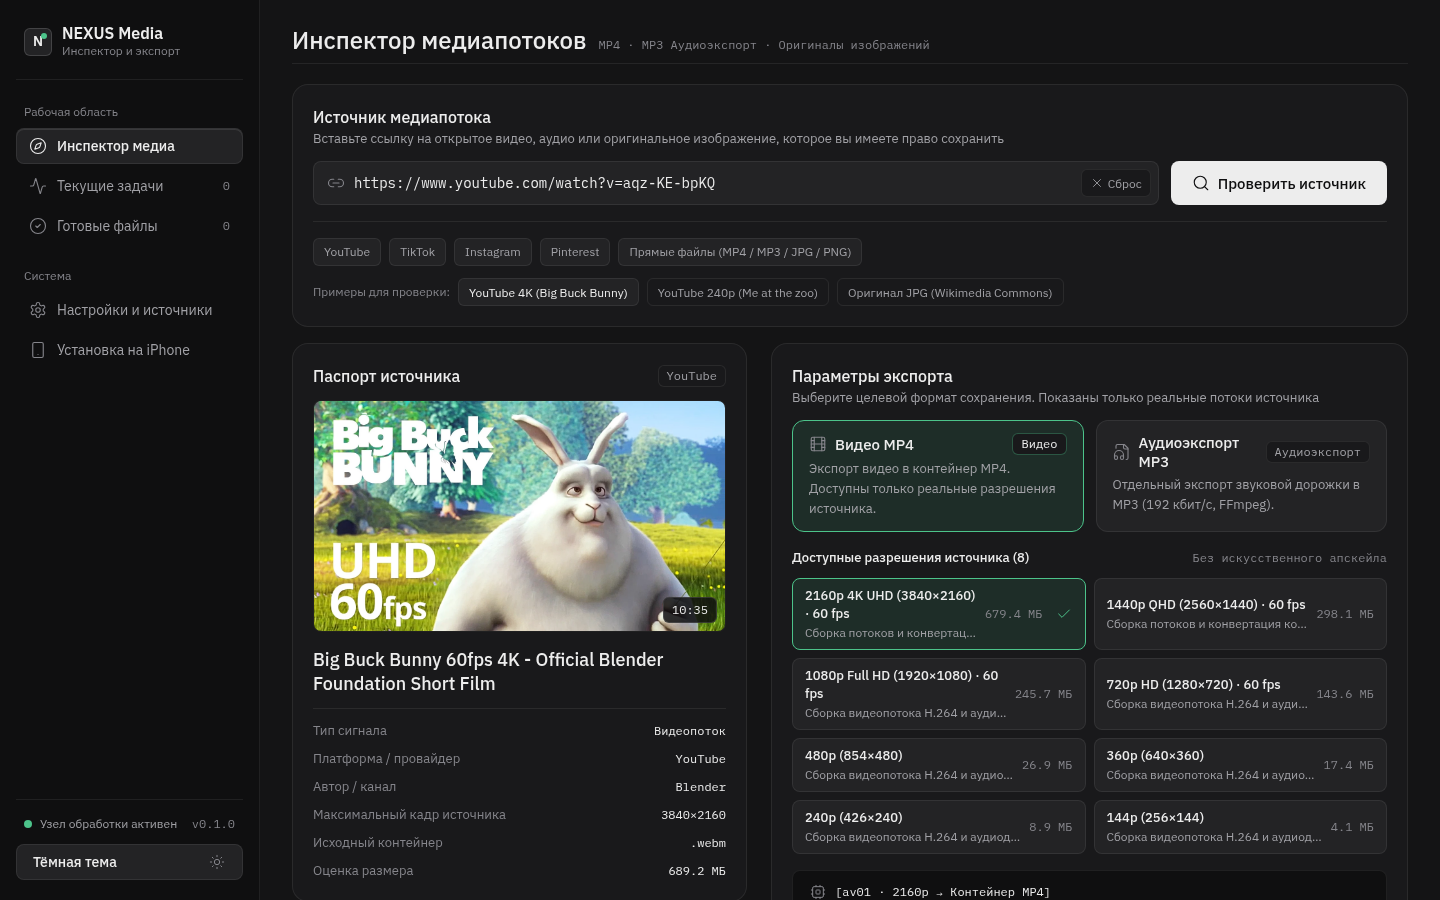 N
NEXUS Media
Инспектор и экспорт
Рабочая область
Инспектор медиа
Текущие задачи 0
Готовые файлы 0
Система
Настройки и источники
Установка на iPhone
Узел обработки активен v0.1.0
Тёмная тема
Инспектор медиапотоков MP4 · MP3 Аудиоэкспорт · Оригиналы изображений
Источник медиапотока
Вставьте ссылку на открытое видео, аудио или оригинальное изображение, которое вы имеете право сохранить
https://www.youtube.com/watch?v=aqz-KE-bpKQ
Сброс
Проверить источник
YouTube TikTok Instagram Pinterest Прямые файлы (MP4 / MP3 / JPG / PNG)
Примеры для проверки: YouTube 4K (Big Buck Bunny) YouTube 240p (Me at the zoo) Оригинал JPG (Wikimedia Commons)
Паспорт источника YouTube
Big Buck
BUNNY
UHD
60fps
10:35
Big Buck Bunny 60fps 4K - Official Blender
Foundation Short Film
Тип сигнала Видеопоток
Платформа / провайдер YouTube
Автор / канал Blender
Максимальный кадр источника 3840×2160
Исходный контейнер .webm
Оценка размера 689.2 МБ
Параметры экспорта
Выберите целевой формат сохранения. Показаны только реальные потоки источника
Видео MP4 Видео
Экспорт видео в контейнер MP4.
Доступны только реальные разрешения
источника.
Аудиоэкспорт
MP3
Аудиоэкспорт
Отдельный экспорт звуковой дорожки в
MP3 (192 кбит/с, FFmpeg).
Доступные разрешения источника (8) Без искусственного апскейла
2160p 4K UHD (3840×2160)
· 60 fps
679.4 МБ
Сборка потоков и конвертац…
1440p QHD (2560×1440) · 60 fps
298.1 МБ
Сборка потоков и конвертация ко…
1080p Full HD (1920×1080) · 60
fps
245.7 МБ
Сборка видеопотока H.264 и ауди…
720p HD (1280×720) · 60 fps
143.6 МБ
Сборка видеопотока H.264 и ауди…
480p (854×480)
26.9 МБ
Сборка видеопотока H.264 и аудио…
360p (640×360)
17.4 МБ
Сборка видеопотока H.264 и аудио…
240p (426×240)
8.9 МБ
Сборка видеопотока H.264 и аудиод…
144p (256×144)
4.1 МБ
Сборка видеопотока H.264 и аудиод…
[av01 · 2160p → Контейнер MP4]